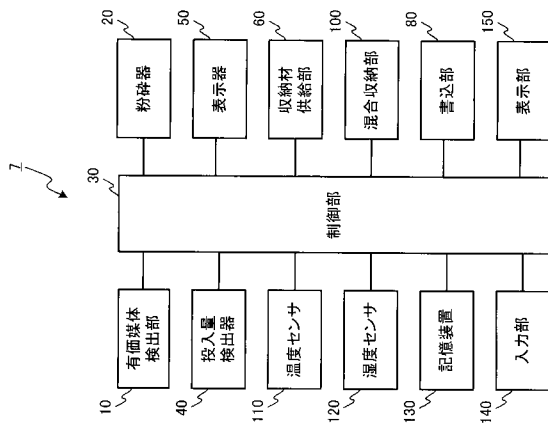 7
30
制御部
10
有価媒体
検出部
40
投入量
検出器
110
温度センサ
120
湿度センサ
130
記憶装置
140
入力部
20
粉砕器
50
表示器
60
収納材
供給部
100
混合収納部
80
書込部
150
表示部